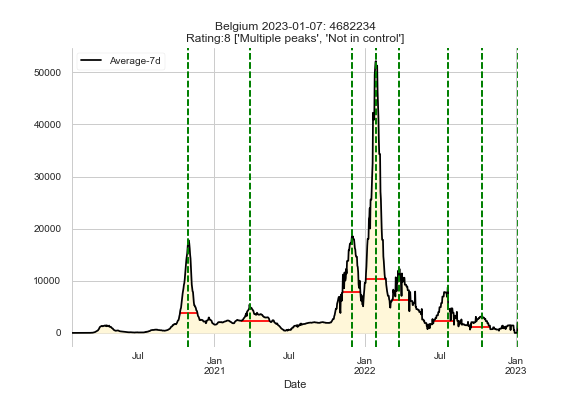 Belgium 2023-01-07: 4682234
Rating:8 ['Multiple peaks', 'Not in control']
Average-7d
50000
40000
30000
20000
10000
0
Jul
Jan
2021
Jul
Jan
2022
Jul
Jan
2023
Date